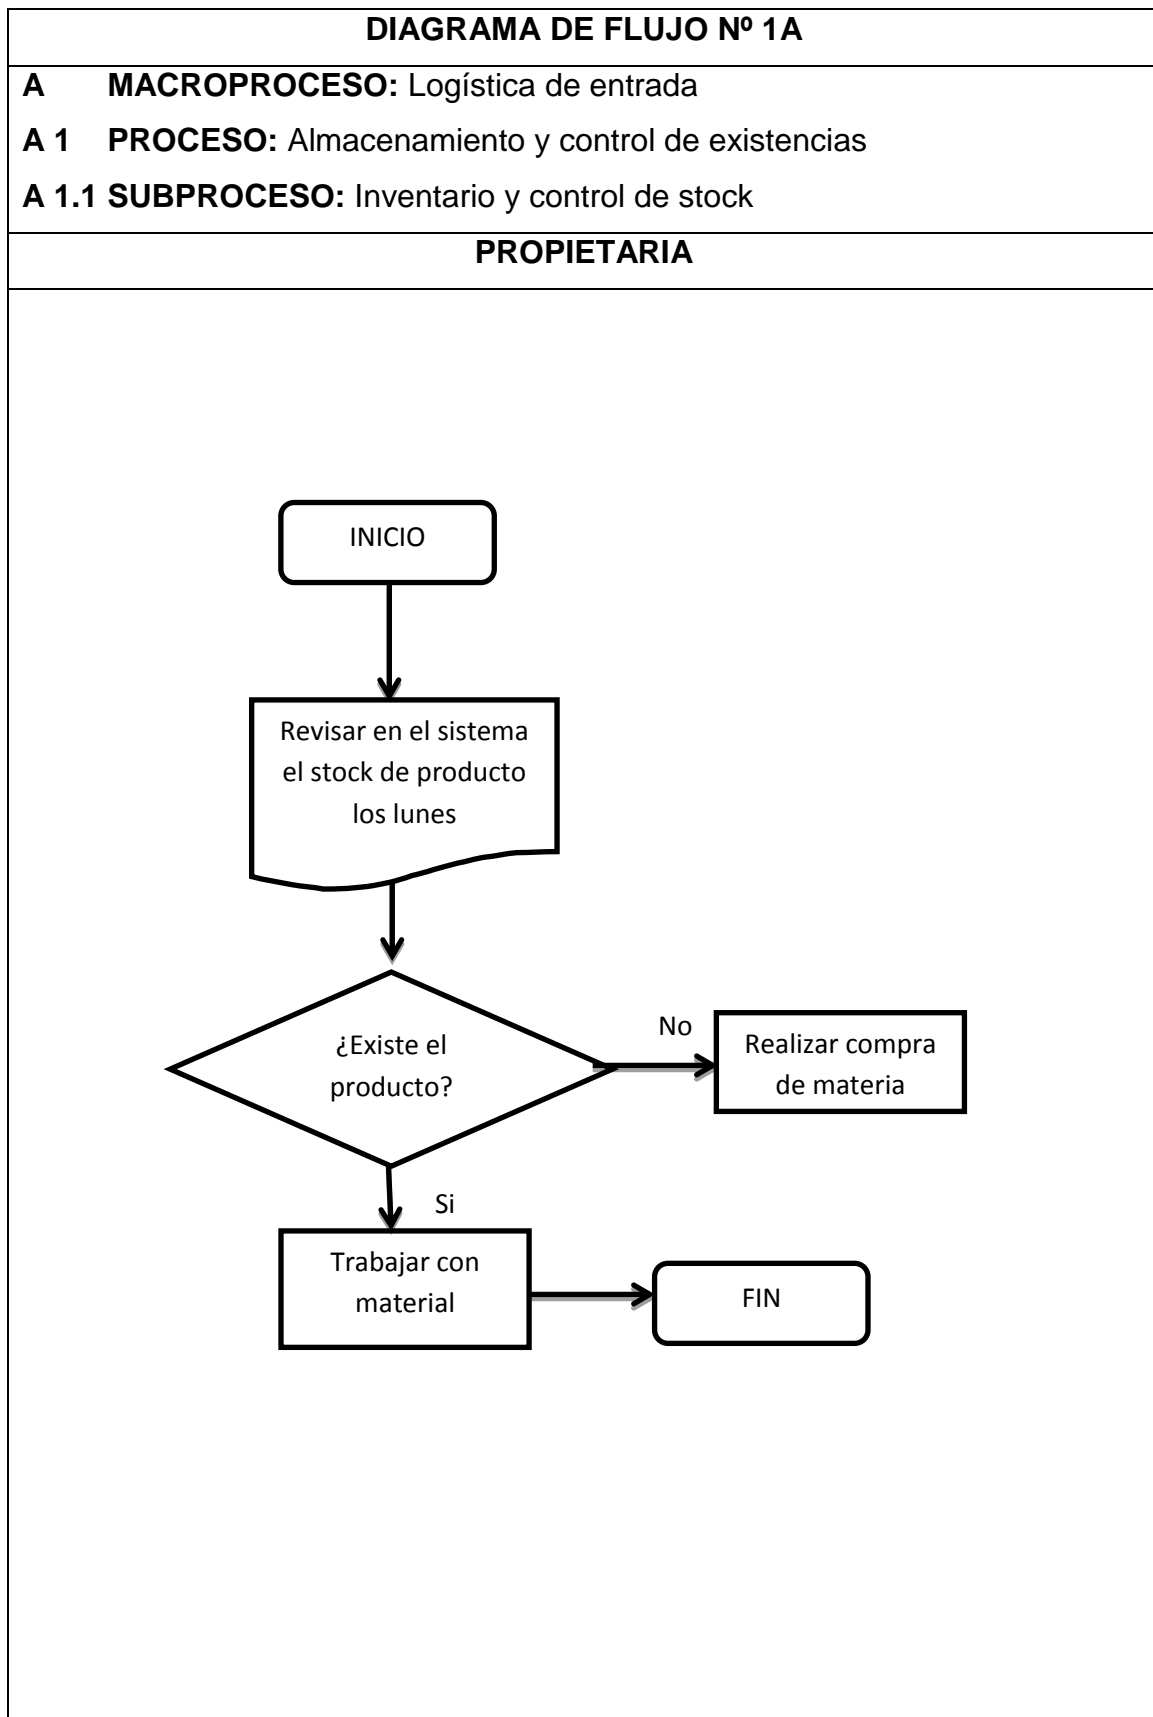 DIAGRAMA DE FLUJO Nº 1A
A MACROPROCESO: Logística de entrada
A 1 PROCESO: Almacenamiento y control de existencias
A 1.1 SUBPROCESO: Inventario y control de stock
PROPIETARIA
INICIO
Revisar en el sistema
el stock de producto
los lunes
¿Existe el
producto?
No
Realizar compra
de materia
Si
Trabajar con
material
FIN